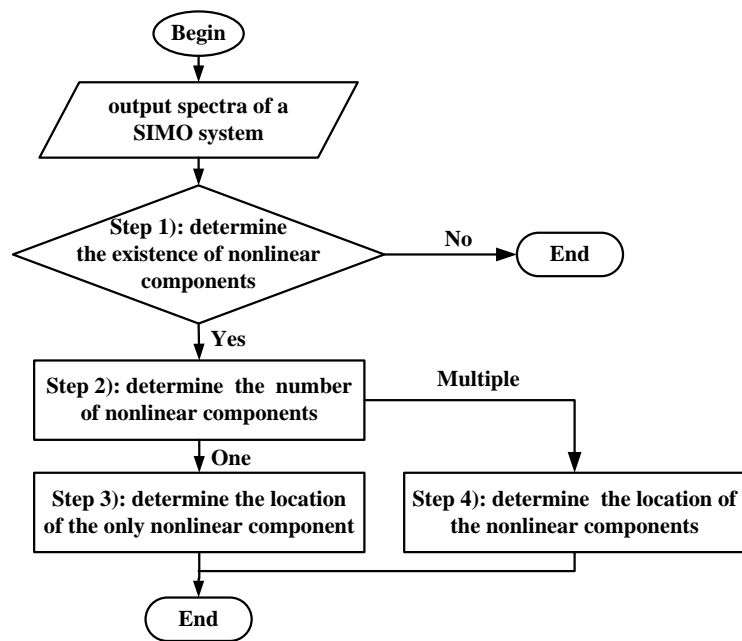 Begin
output spectra of a
SIMO system
Step 1): determine
the existence of nonlinear
components
No
End
Yes
Step 2): determine the number
of nonlinear components
Multiple
One
Step 3): determine the location
of the only nonlinear component
Step 4): determine the location of
the nonlinear components
End